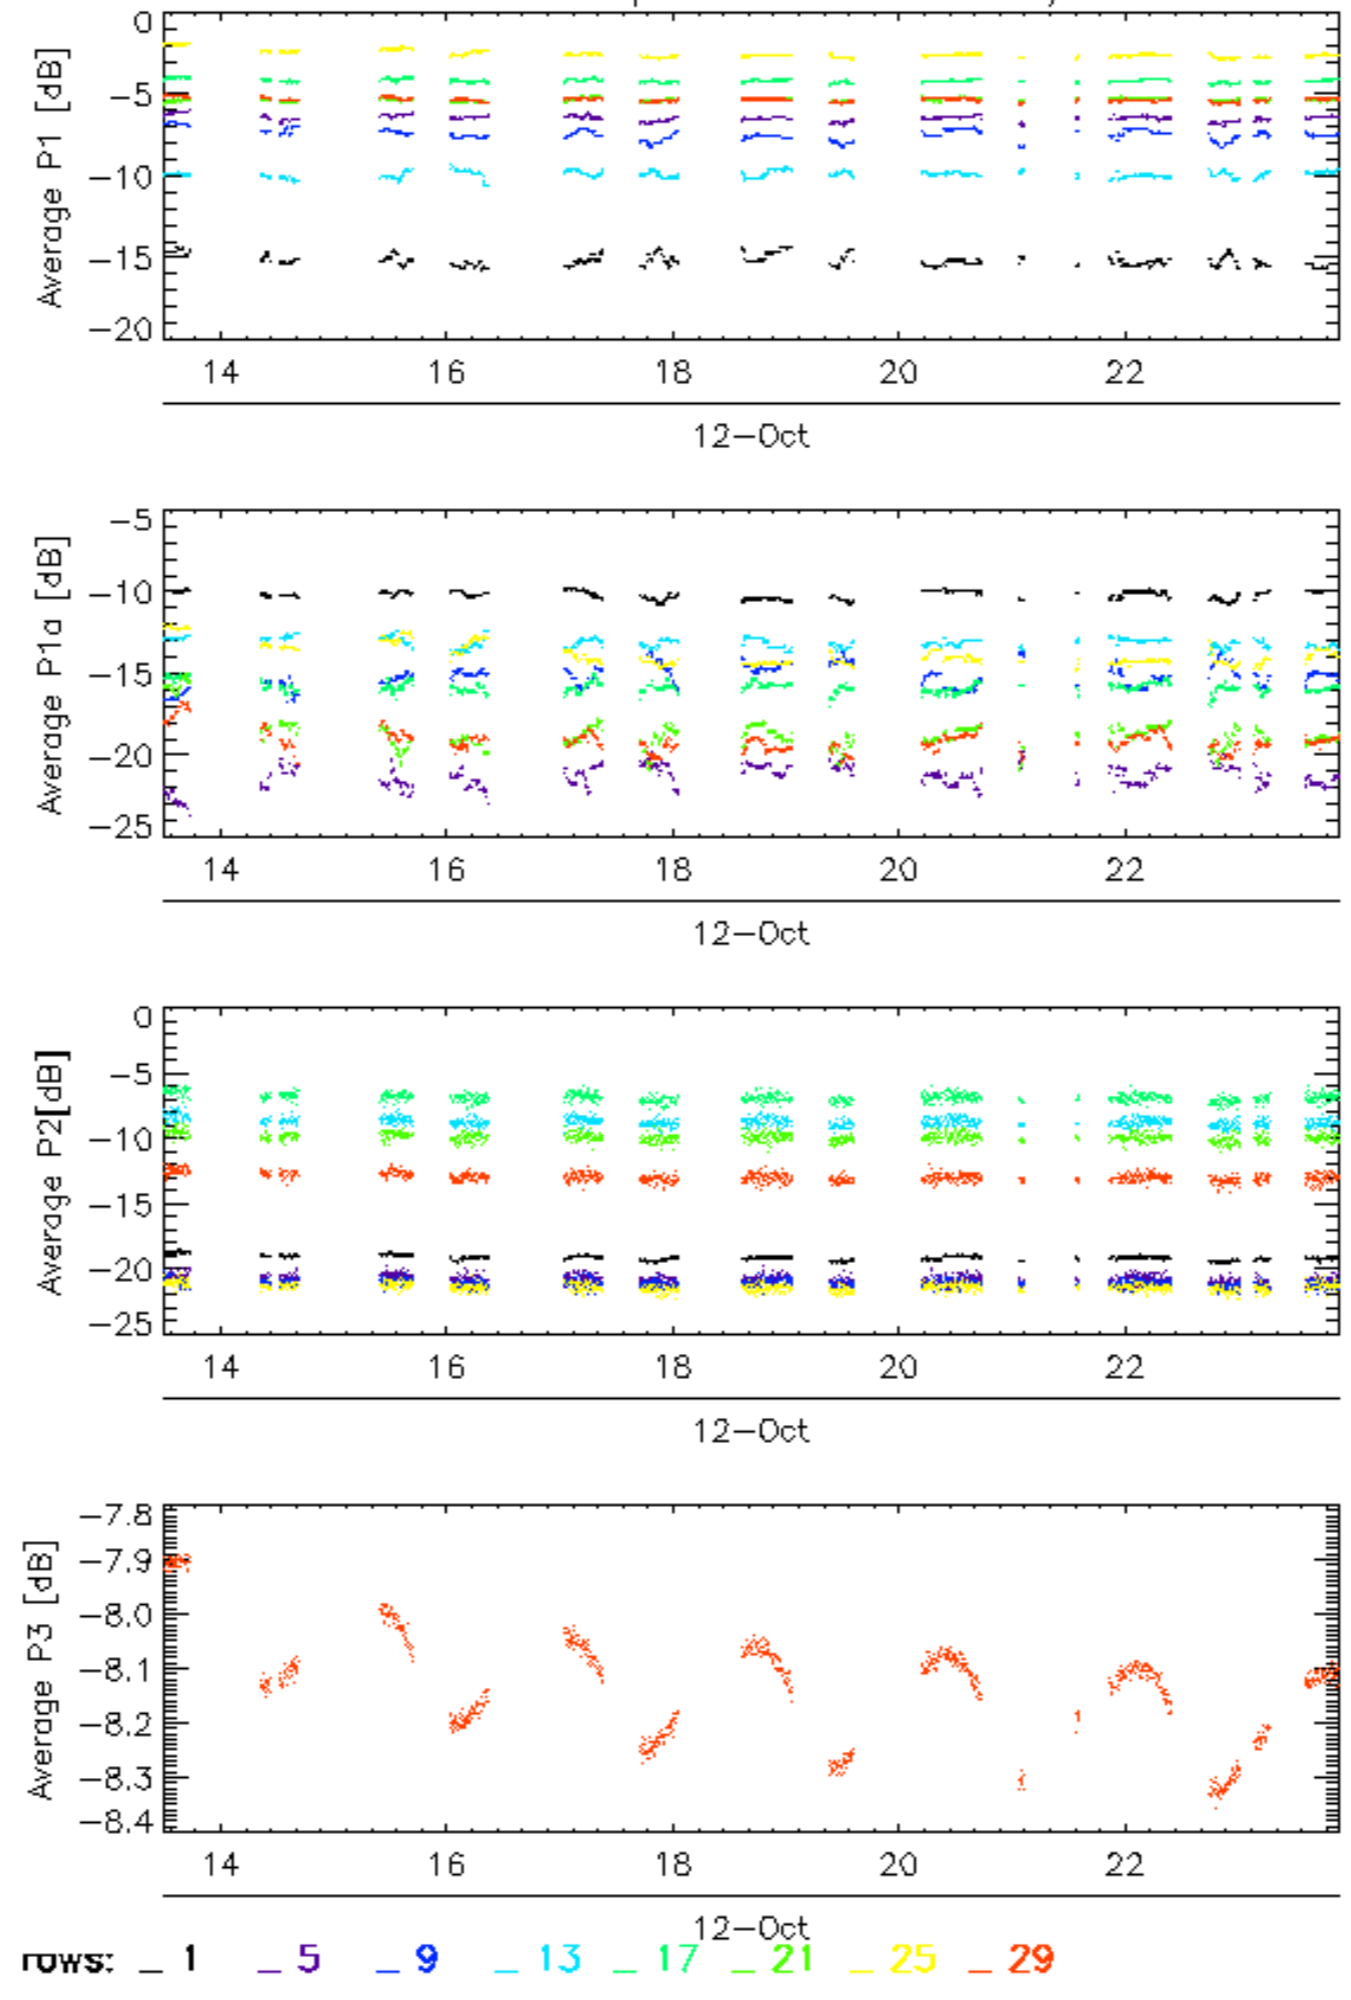 0
−5
−10
−15
−20
Average P1 [dB]
14 16 18 20 22
12−Oct
−5
−10
−15
−20
−25
Average P1a [dB]
14 16 18 20 22
12−Oct
0
−5
−10
−15
−20
−25
Average P2[dB]
14 16 18 20 22
12−Oct
−7.8
−7.9
−8.0
−8.1
−8.2
−8.3
−8.4
Average P3 [dB]
14 16 18 20 22
12−Oct
rows: _ 1 _ 5 _ 9 _ 13 _ 17 _ 21 _ 25 _ 29